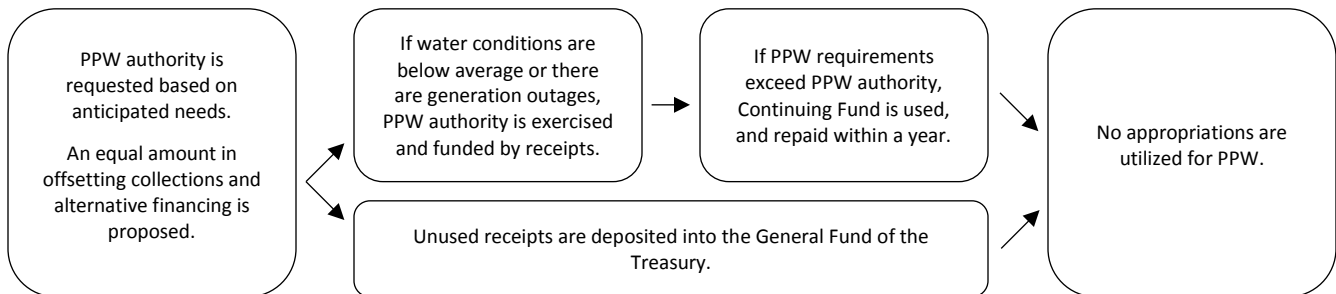 PPW authority is
requested based on
anticipated needs.
An equal amount in
offsetting collections and
alternative financing is
proposed.
If water conditions are
below average or there
are generation outages,
PPW authority is exercised
and funded by receipts.
If PPW requirements
exceed PPW authority,
Continuing Fund is used,
and repaid within a year.
Unused receipts are deposited into the General Fund of the
Treasury.
No appropriations are
utilized for PPW.